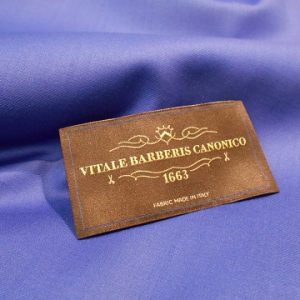 VITALE BARBERIS CANONICO
1663
FABRIC MADE IN ITALY